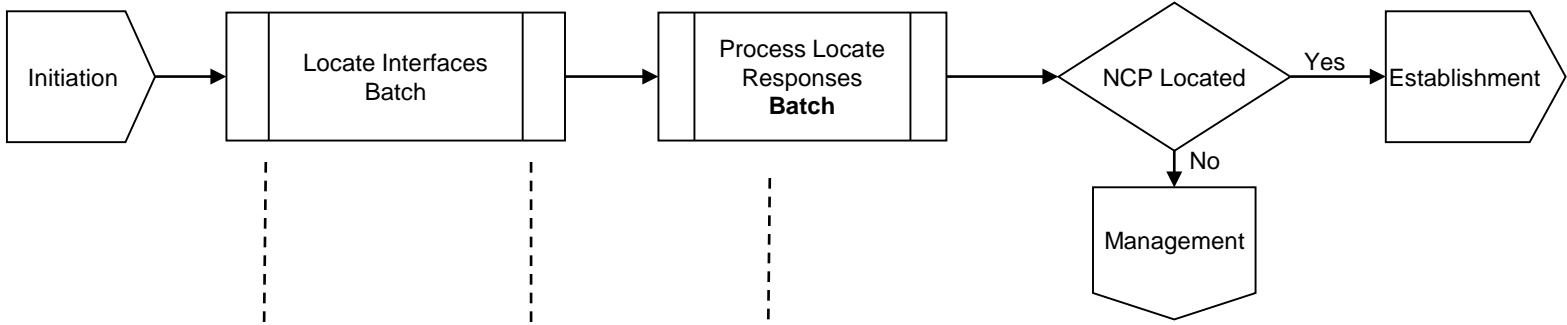 Initiation
Locate Interfaces
Batch
Process Locate
Responses
Batch
NCP Located
Yes
Establishment
No
Management